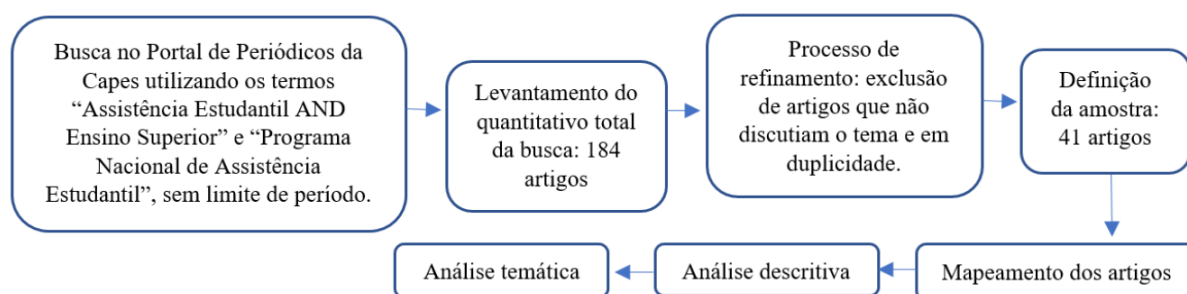 Busca no Portal de Periódicos da
Capes utilizando os termos
“Assistência Estudantil AND
Ensino Superior” e “Programa
Nacional de Assistência
Estudantil”, sem limite de período.
Levantamento do
quantitativo total
da busca: 184
artigos
Processo de
refinamento: exclusão
de artigos que não
discutiam o tema e em
duplicidade.
Definição
da amostra:
41 artigos
Mapeamento dos artigos
Análise descritiva
Análise temática